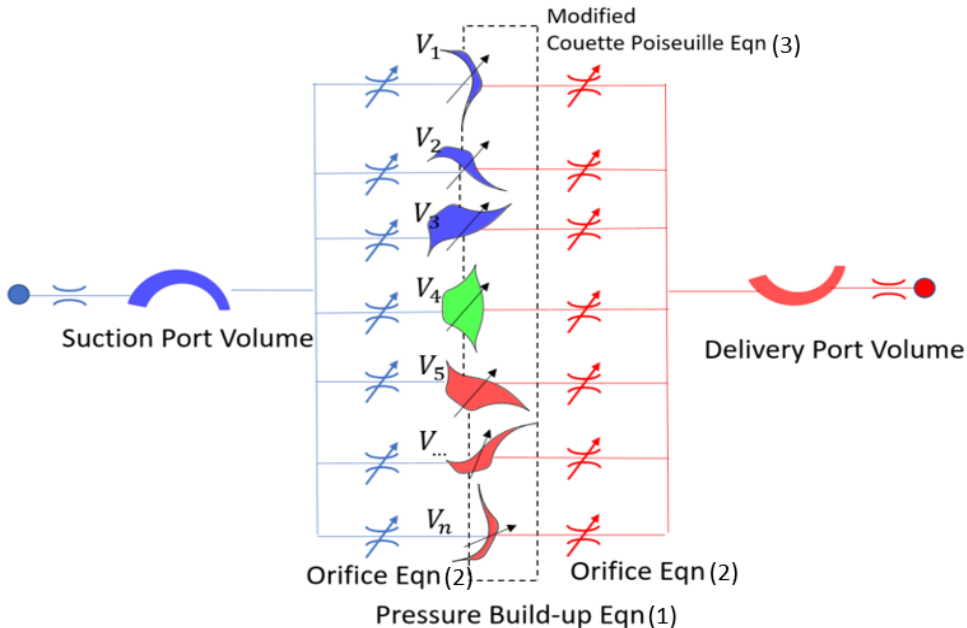 Modified
Couette Poiseuille Eqn (3)
V₁
V₂
V₃
V₄
V₅
V...
Vₙ
Suction Port Volume
Delivery Port Volume
Orifice Eqn (2)
Orifice Eqn (2)
Pressure Build-up Eqn (1)